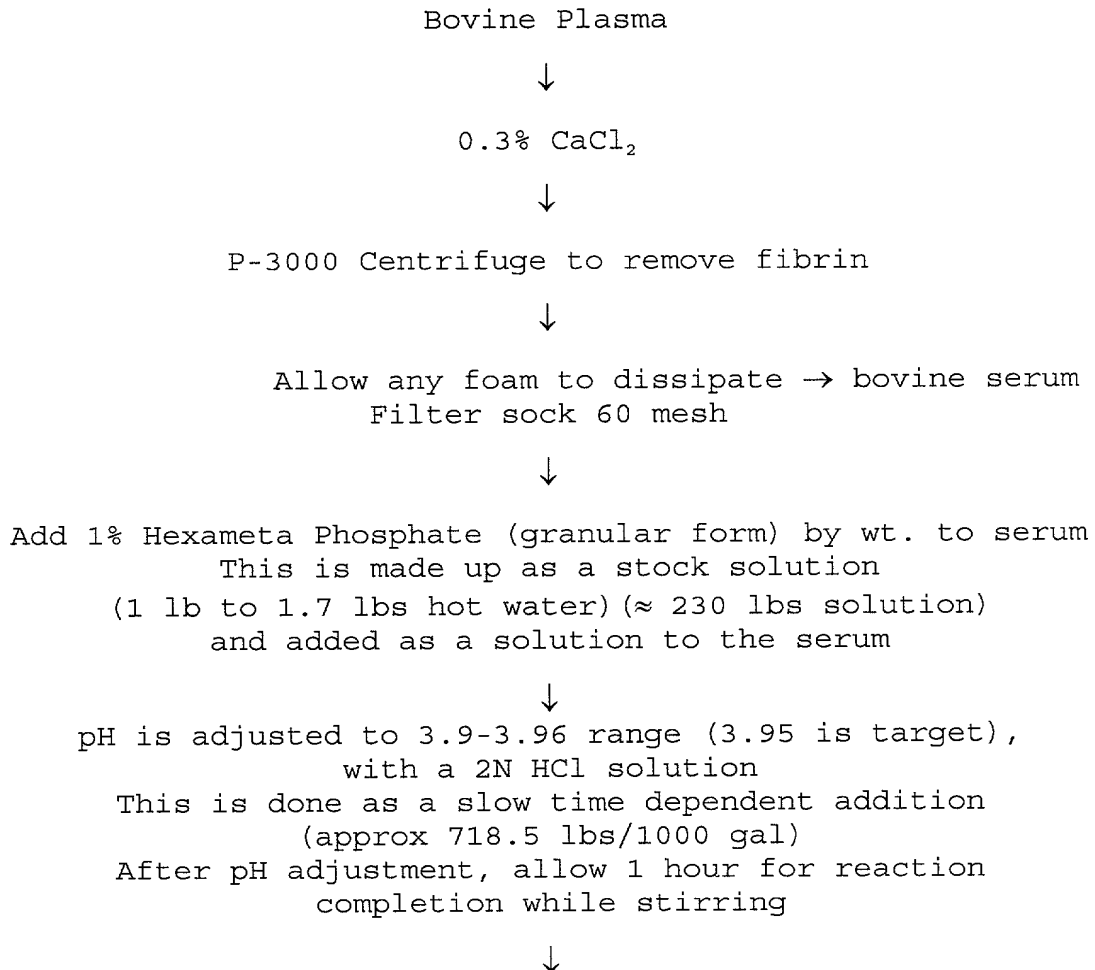 Bovine Plasma
↓
0.3% CaCl₂
↓
P-3000 Centrifuge to remove fibrin
↓
Allow any foam to dissipate → bovine serum
Filter sock 60 mesh
↓
Add 1% Hexameta Phosphate (granular form) by wt. to serum
This is made up as a stock solution
(1 lb to 1.7 lbs hot water)(≈ 230 lbs solution)
and added as a solution to the serum
↓
pH is adjusted to 3.9-3.96 range (3.95 is target),
with a 2N HCl solution
This is done as a slow time dependent addition
(approx 718.5 lbs/1000 gal)
After pH adjustment, allow 1 hour for reaction
completion while stirring
↓